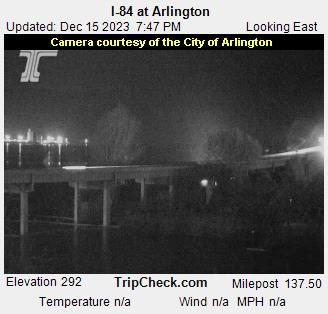 I-84 at Arlington
Updated: Dec 15 2023 7:47 PM Looking East
Camera courtesy of the City of Arlington
Elevation 292 TripCheck.com Milepost 137.50
Temperature n/a Wind n/a MPH n/a